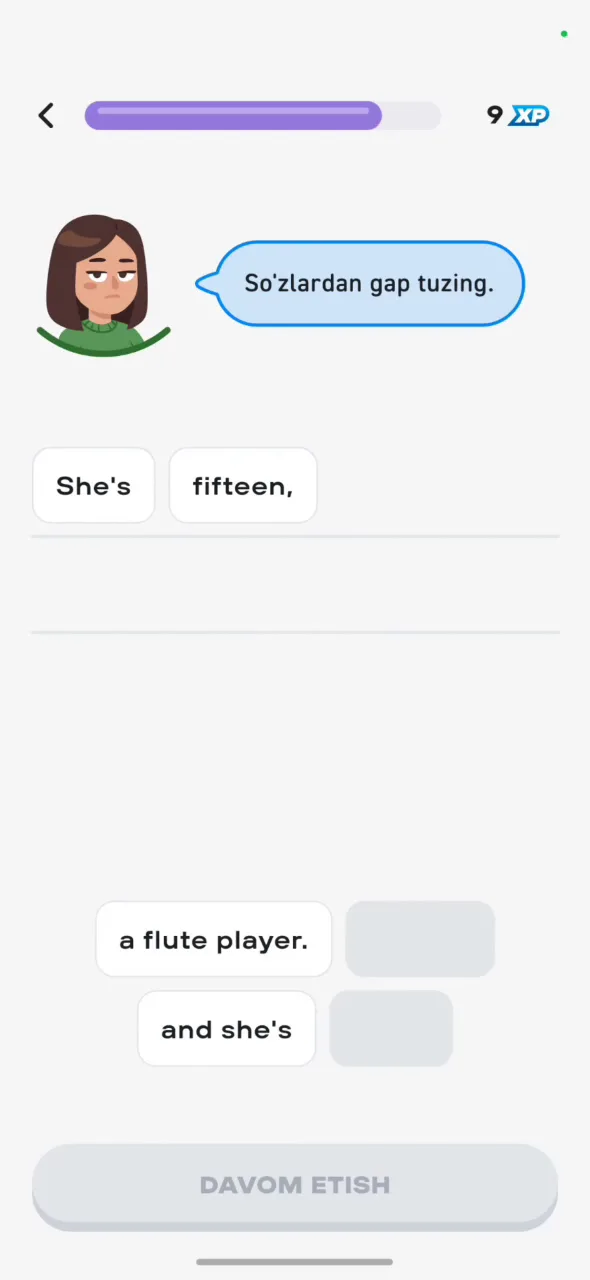 9 XP
So'zlardan gap tuzing.
She's fifteen,
a flute player.
and she's
DAVOM ETISH